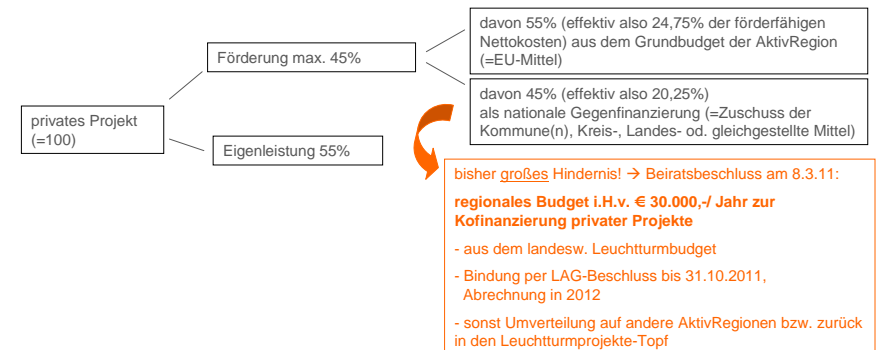 privates Projekt
(=100)
Förderung max. 45%
Eigenleistung 55%
davon 55% (effektiv also 24,75% der förderfähigen
Nettokosten) aus dem Grundbudget der AktivRegion
(=EU-Mittel)
davon 45% (effektiv also 20,25%)
als nationale Gegenfinanzierung (=Zuschuss der
Kommune(n), Kreis-, Landes- od. gleichgestellte Mittel)
bisher großes Hindernis! → Beiratsbeschluss am 8.3.11:
regionales Budget i.H.v. € 30.000,-/ Jahr zur
Kofinanzierung privater Projekte
- aus dem landesw. Leuchtturmbudget
- Bindung per LAG-Beschluss bis 31.10.2011,
Abrechnung in 2012
- sonst Umverteilung auf andere AktivRegionen bzw. zurück
in den Leuchtturmprojekte-Topf